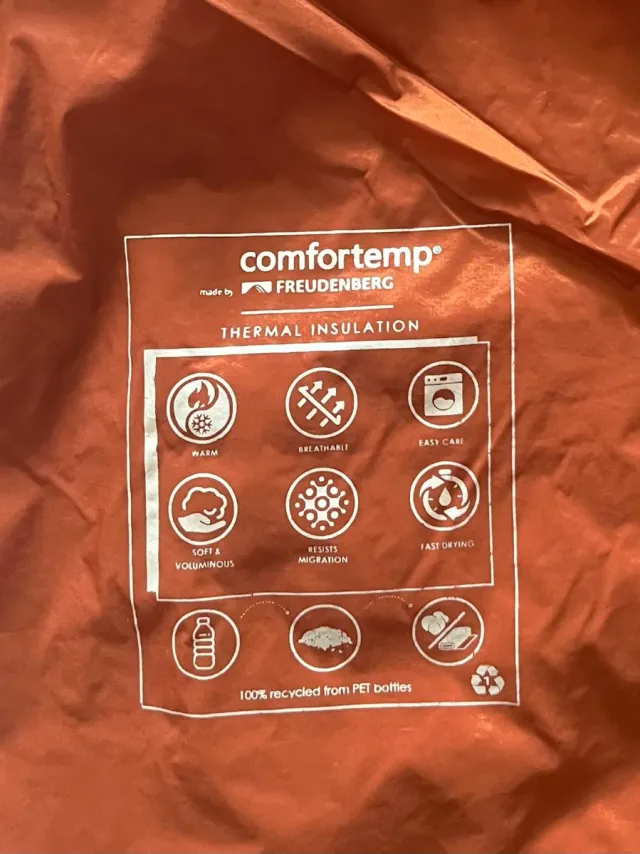 comfortemp®
made by FREUDENBERG
THERMAL INSULATION
WARM
BREATHABLE
EASY CARE
SOFT &
VOLUMINOUS
RESISTS
MIGRATION
FAST DRYING
100% recycled from PET bottles
1